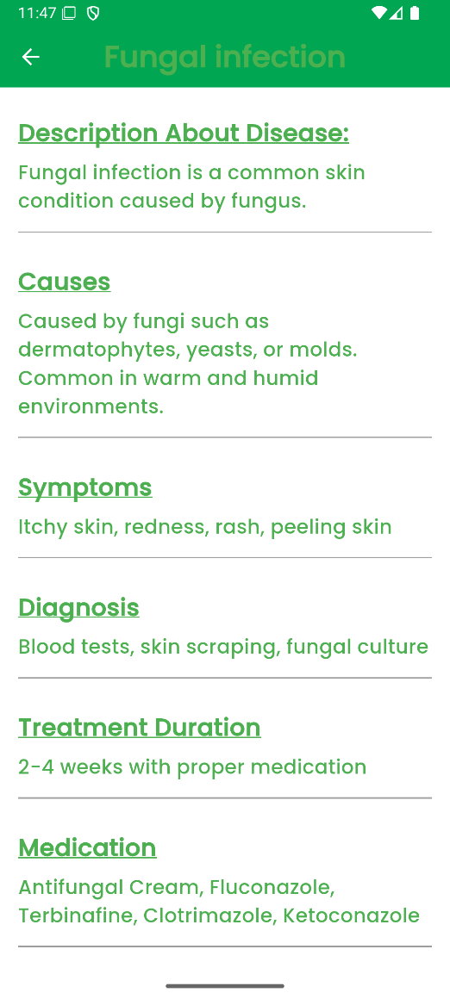 11:47
Fungal infection
Description About Disease:
Fungal infection is a common skin
condition caused by fungus.
Causes
Caused by fungi such as
dermatophytes, yeasts, or molds.
Common in warm and humid
environments.
Symptoms
Itchy skin, redness, rash, peeling skin
Diagnosis
Blood tests, skin scraping, fungal culture
Treatment Duration
2-4 weeks with proper medication
Medication
Antifungal Cream, Fluconazole,
Terbinafine, Clotrimazole, Ketoconazole